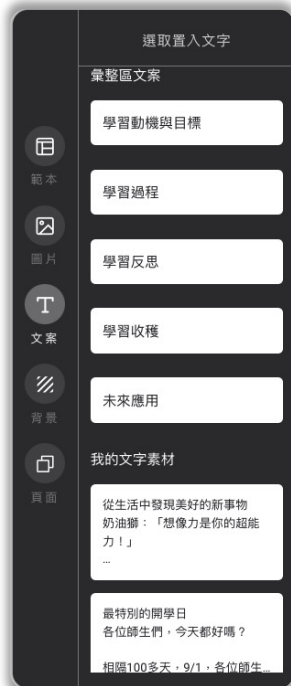 選取置入文字
範本
圖片
文案
背景
頁面
彙整區文案
學習動機與目標
學習過程
學習反思
學習收穫
未來應用
我的文字素材
從生活中發現美好的新事物
奶油獅：「想像力是你的超能
力！」
...
最特別的開學日
各位師生們，今天都好嗎？
相隔100多天，9/1，各位師生...